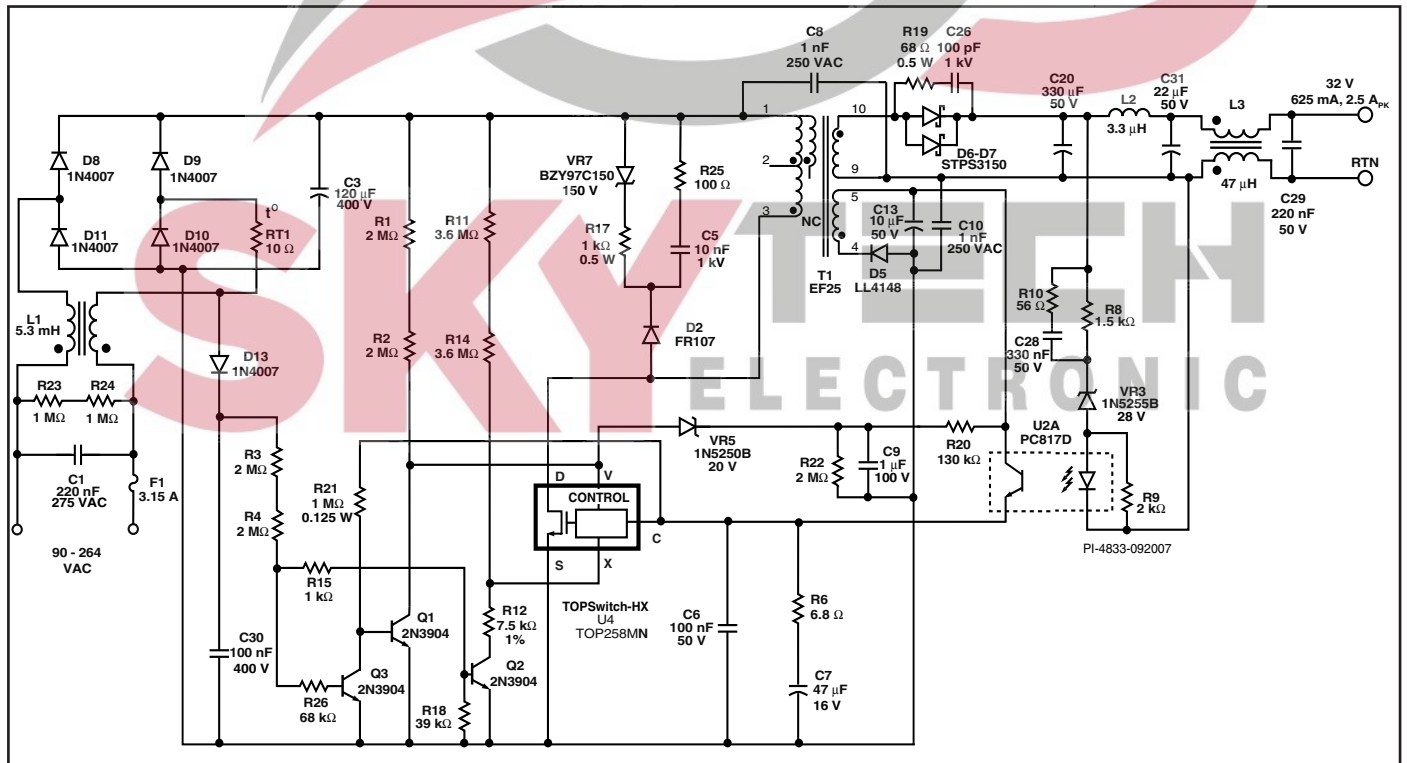 C8
1 nF
250 VAC
R19
68 Ω
0.5 W
C26
100 pF
1 kV
C20
330 µF
50 V
C31
22 µF
50 V
L2
3.3 µH
L3
47 µH
32 V
625 mA, 2.5 APK
RTN
C29
220 nF
50 V
D8
1N4007
D9
1N4007
D11
1N4007
D10
1N4007
C3
120 µF
400 V
tO
RT1
10 Ω
R1
2 MΩ
R11
3.6 MΩ
VR7
BZY97C150
150 V
R17
1 kΩ
0.5 W
R25
100 Ω
C5
10 nF
1 kV
1
2
3
NC
10
9
5
4
T1
EF25
D6-D7
STPS3150
C13
10 µF
50 V
C10
1 nF
250 VAC
D5
LL4148
SKYTECH
ELECTRONIC
L1
5.3 mH
R23
1 MΩ
R24
1 MΩ
C1
220 nF
275 VAC
F1
3.15 A
90 - 264
VAC
D13
1N4007
R2
2 MΩ
R14
3.6 MΩ
D2
FR107
R10
56 Ω
C28
330 nF
50 V
R8
1.5 kΩ
VR3
1N5255B
28 V
VR5
1N5250B
20 V
R22
2 MΩ
C9
1 µF
100 V
R20
130 kΩ
U2A
PC817D
R9
2 kΩ
PI-4833-092007
R3
2 MΩ
R4
2 MΩ
R21
1 MΩ
0.125 W
D
V
CONTROL
C
S
X
TOPSwitch-HX
U4
TOP258MN
R15
1 kΩ
R12
7.5 kΩ
1%
C30
100 nF
400 V
Q1
2N3904
Q3
2N3904
Q2
2N3904
R26
68 kΩ
R18
39 kΩ
C6
100 nF
50 V
R6
6.8 Ω
C7
47 µF
16 V